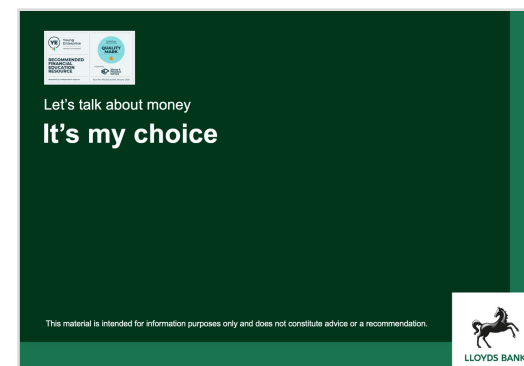 YE Young
Enterprise
RECOMMENDED
FINANCIAL
EDUCATION
RESOURCE
QUALITY
MARK
Let's talk about money
It's my choice
This material is intended for information purposes only and does not constitute advice or a recommendation.
LLOYDS BANK